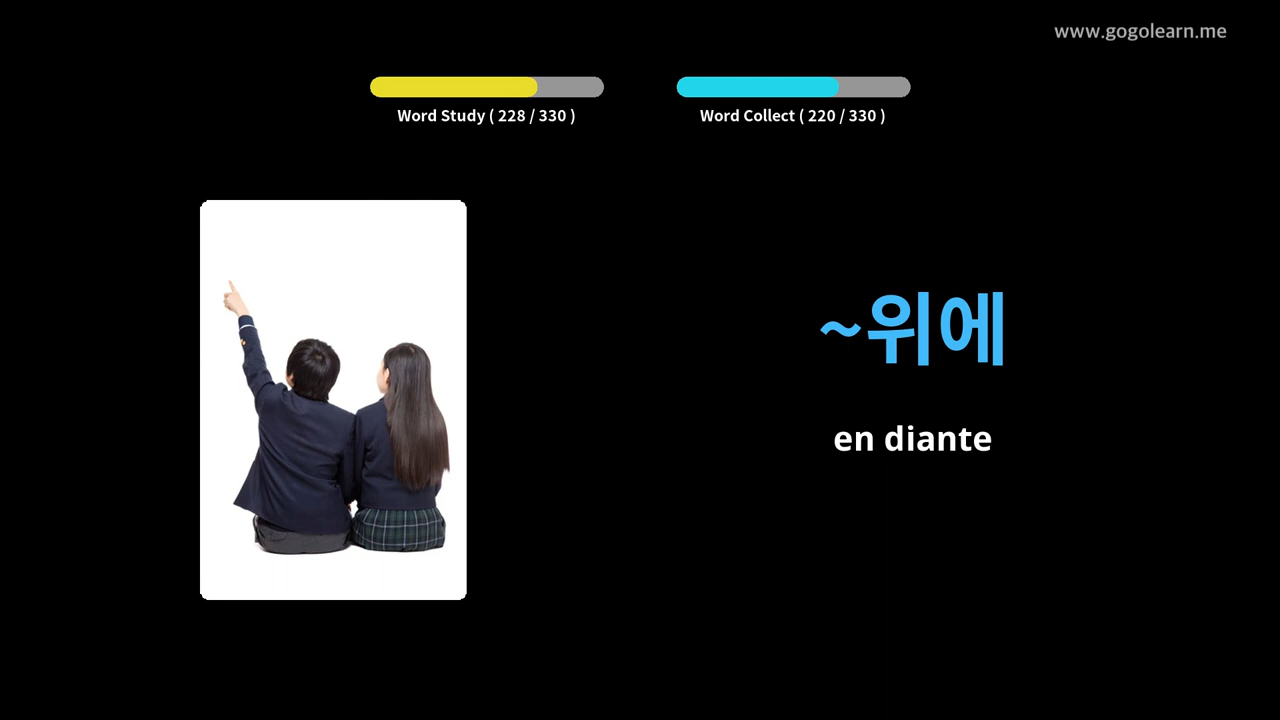 www.gogolearn.me
Word Study ( 228 / 330 )
Word Collect ( 220 / 330 )
~위에
en diante